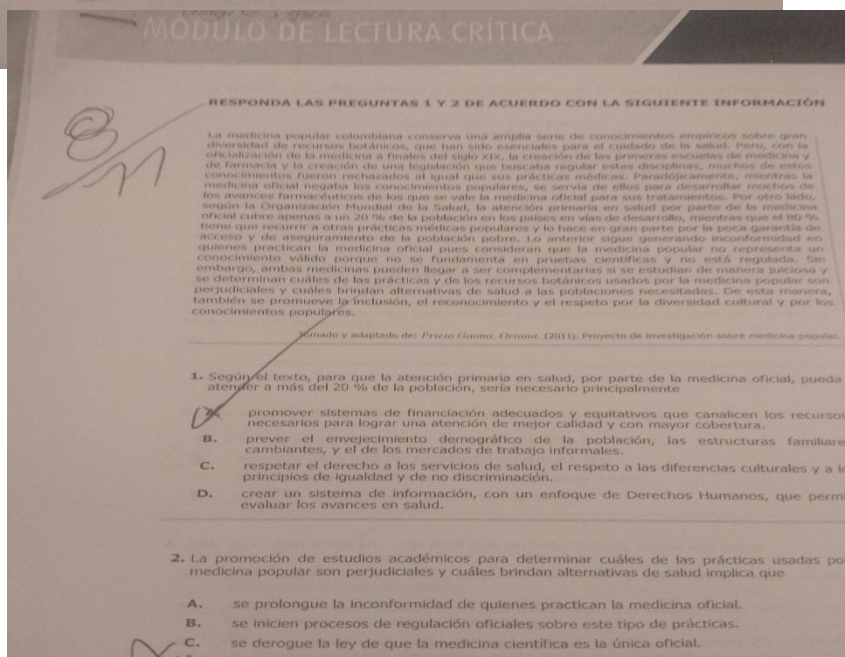 MÓDULO DE LECTURA CRÍTICA
8/11
RESPONDA LAS PREGUNTAS 1 Y 2 DE ACUERDO CON LA SIGUIENTE INFORMACIÓN
La medicina popular colombiana conserva una amplia serie de conocimientos empíricos sobre gran
diversidad de recursos botánicos, que han sido esenciales para el cuidado de la salud. Pero, con la
oficialización de la medicina a finales del siglo XIX, la creación de las primeras escuelas de medicina y
de farmacia y la creación de una legislación que buscaba regular estas disciplinas, muchos de estos
conocimientos fueron rechazados al igual que sus prácticas médicas. Paradójicamente, mientras la
medicina oficial negaba los conocimientos populares, se servía de ellos para desarrollar muchos de
los avances farmacéuticos de los que se vale la medicina oficial para sus tratamientos. Por otro lado,
según la Organización Mundial de la Salud, la atención primaria en salud por parte de la medicina
oficial cubre apenas a un 20 % de la población en los países en vías de desarrollo, mientras que el 80 %
tiene que recurrir a otras prácticas médicas populares y lo hace en gran parte por la poca garantía de
acceso y de aseguramiento de la población pobre. Lo anterior sigue generando inconformidad en
quienes practican la medicina oficial pues consideran que la medicina popular no representa un
conocimiento válido porque no se fundamenta en pruebas científicas y no está regulada. Sin
embargo, ambas medicinas pueden llegar a ser complementarias si se estudian de manera juiciosa y
se determinan cuáles de las prácticas y de los recursos botánicos usados por la medicina popular son
perjudiciales y cuáles brindan alternativas de salud a las poblaciones necesitadas. De esta manera,
también se promueve la inclusión, el reconocimiento y el respeto por la diversidad cultural y por los
conocimientos populares.
Tomado y adaptado de: Prieto Gaona, Oriana. (2011). Proyecto de investigación sobre medicina popular.
1. Según el texto, para que la atención primaria en salud, por parte de la medicina oficial, pueda
atender a más del 20 % de la población, sería necesario principalmente
A. promover sistemas de financiación adecuados y equitativos que canalicen los recursos
necesarios para lograr una atención de mejor calidad y con mayor cobertura.
B. prever el envejecimiento demográfico de la población, las estructuras familiare
cambiantes, y el de los mercados de trabajo informales.
C. respetar el derecho a los servicios de salud, el respeto a las diferencias culturales y a l
principios de igualdad y de no discriminación.
D. crear un sistema de información, con un enfoque de Derechos Humanos, que permi
evaluar los avances en salud.
2. La promoción de estudios académicos para determinar cuáles de las prácticas usadas po
medicina popular son perjudiciales y cuáles brindan alternativas de salud implica que
A. se prolongue la inconformidad de quienes practican la medicina oficial.
B. se inicien procesos de regulación oficiales sobre este tipo de prácticas.
C. se derogue la ley de que la medicina científica es la única oficial.